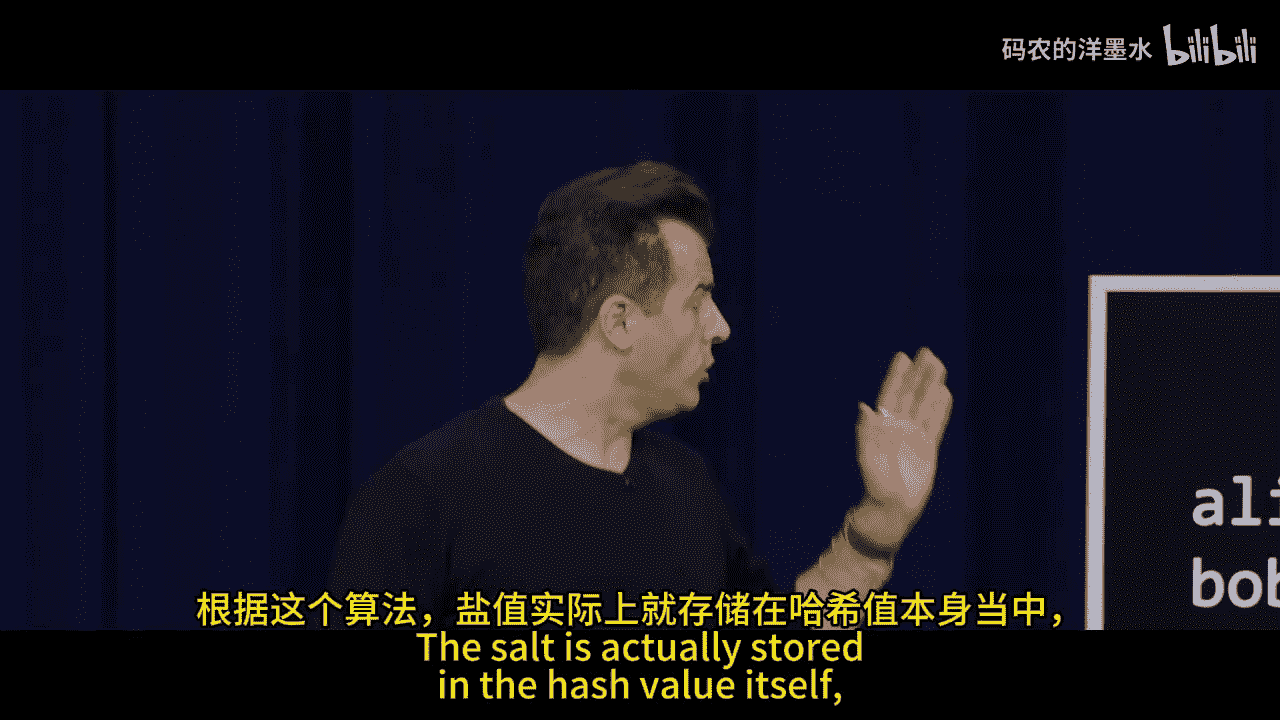 码农的洋墨水 bilibili
ali
bob
根据这个算法，盐值实际上就存储在哈希值本身当中，
The salt is actually stored
in the hash value itself,